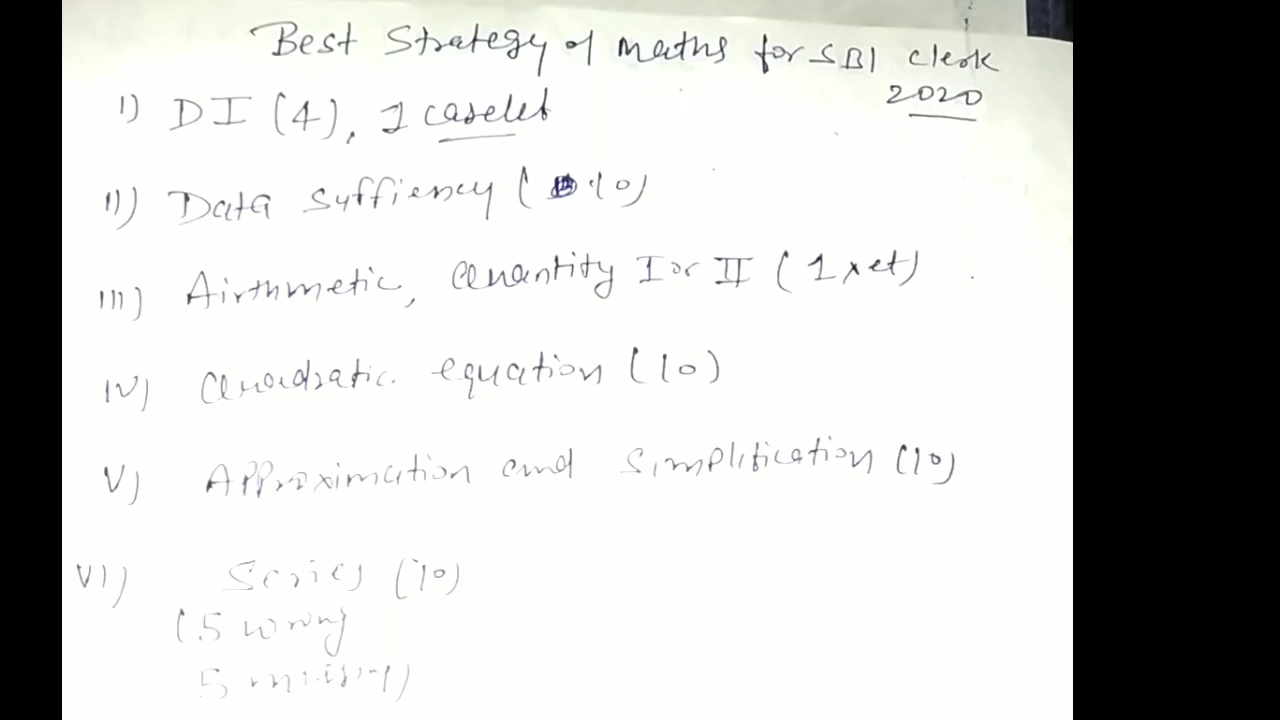 Best Strategy of maths for SBI Clerk
2020
I) DI (4), 1 caselet
II) Data suffiency ( 10)
III) Airthmetic, Quantity I or II (1 set)
IV) Quadratic equation (10)
V) Approximation and Simplification (10)
VI) Series (10)
(5 wrong
5 missing)